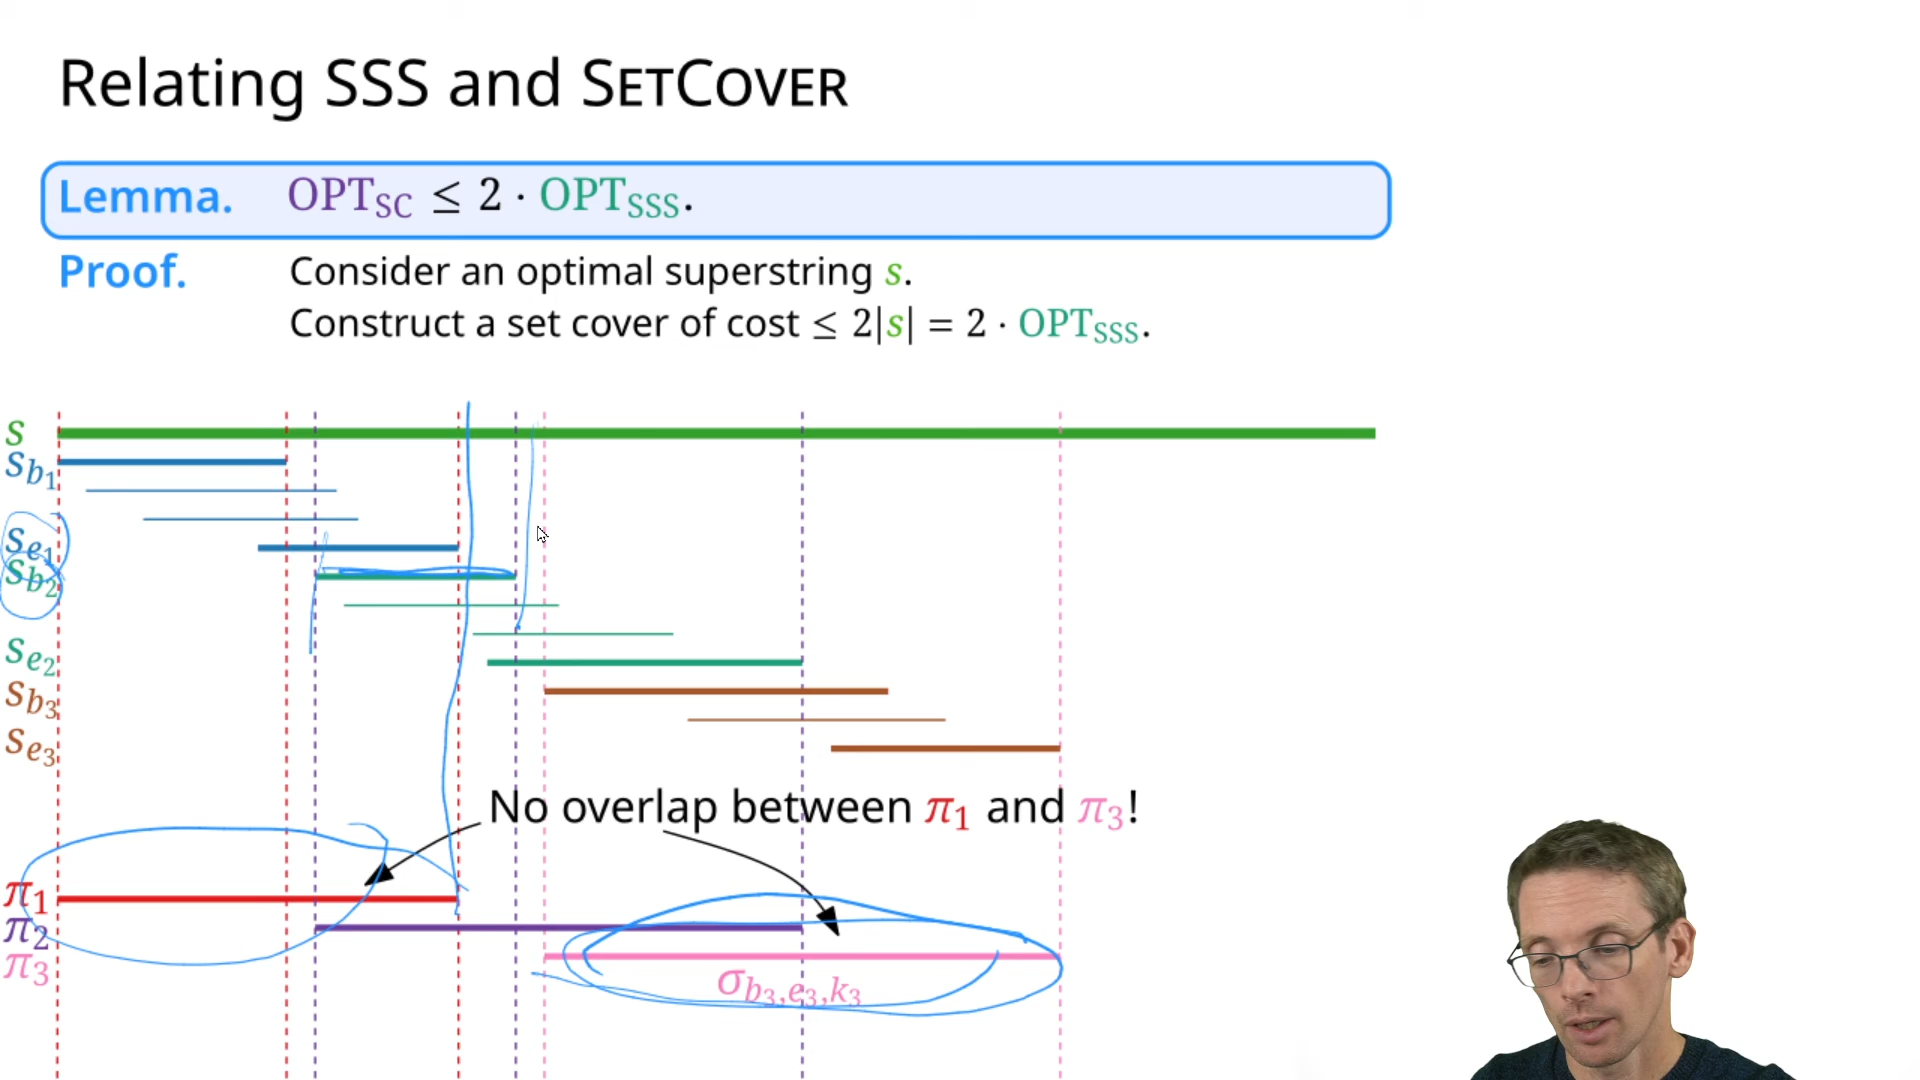 Relating SSS and SETCOVER
Lemma. OPT_SC ≤ 2 · OPT_SSS.
Proof. Consider an optimal superstring s.
Construct a set cover of cost ≤ 2|s| = 2 · OPT_SSS.
s
s_b₁
s_e₁
s_b₂
s_e₂
s_b₃
s_e₃
No overlap between π₁ and π₃!
π₁
π₂
π₃
σ_b₃,e₃,k₃